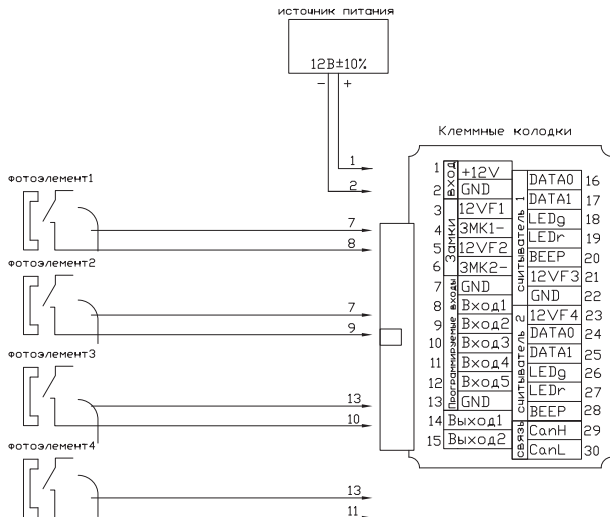 источник питания
12В±10%
− +
Клеммные колодки
1
2
фотоэлемент1
7
8
фотоэлемент2
7
9
фотоэлемент3
13
10
фотоэлемент4
13
11
вход
1 +12V
2 GND
Замки
3 12VF1
4 ЗМК1-
5 12VF2
6 ЗМК2-
Программируемые входы
7 GND
8 Вход1
9 Вход2
10 Вход3
11 Вход4
12 Вход5
13 GND
14 Выход1
15 Выход2
считыватель 1
DATA0 16
DATA1 17
LEDg 18
LEDr 19
BEEP 20
12VF3 21
GND 22
считыватель 2
12VF4 23
DATA0 24
DATA1 25
LEDg 26
LEDr 27
BEEP 28
связь
CanH 29
CanL 30